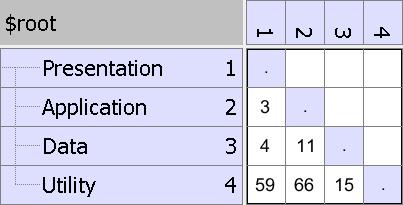 $root 1 2 3 4
Presentation 1 .
Application 2 3 .
Data 3 4 11 .
Utility 4 59 66 15 .